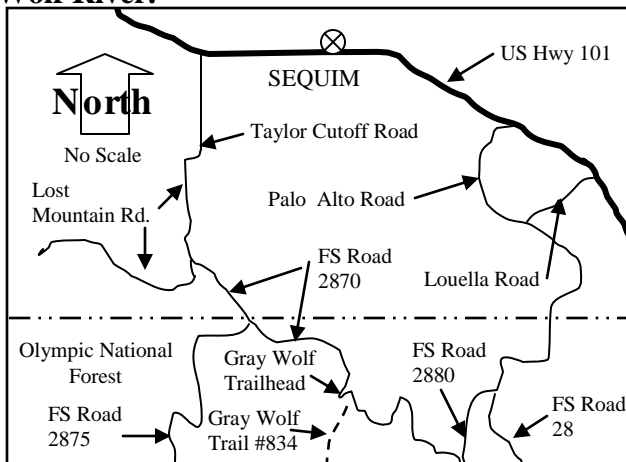 Wolf River.
US Hwy 101
SEQUIM
North
No Scale
Taylor Cutoff Road
Lost
Mountain Rd.
Palo Alto Road
FS Road
2870
Louella Road
Olympic National
Forest
Gray Wolf
Trailhead
FS Road
2880
FS Road
2875
Gray Wolf
Trail #834
FS Road
28